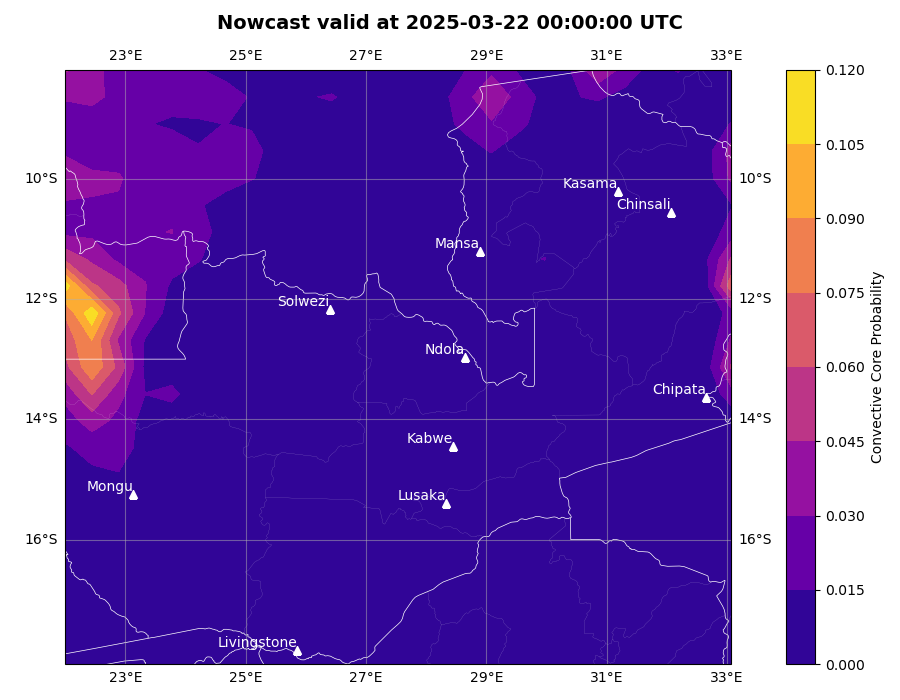 Nowcast valid at 2025-03-22 00:00:00 UTC
23°E 25°E 27°E 29°E 31°E 33°E
0.120
0.105
10°S 10°S
Kasama
Chinsali
0.090
Mansa
12°S 12°S
0.075
Solwezi
Ndola
0.060
Chipata
14°S 14°S
Kabwe
0.045
Mongu
Lusaka
0.030
16°S 16°S
0.015
Livingstone
0.000
23°E 25°E 27°E 29°E 31°E 33°E
Convective Core Probability